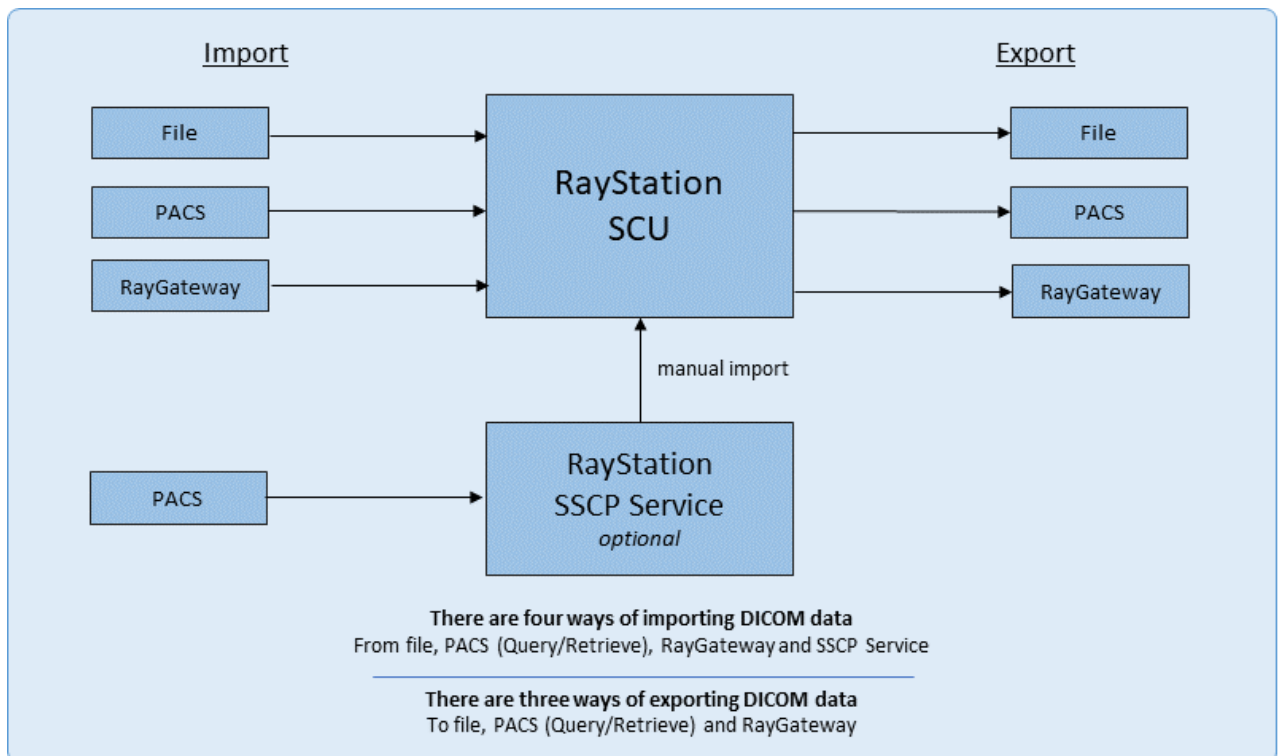 Import
Export
File
PACS
RayGateway
RayStation
SCU
File
PACS
RayGateway
manual import
PACS
RayStation
SSCP Service
optional
There are four ways of importing DICOM data
From file, PACS (Query/Retrieve), RayGateway and SSCP Service
There are three ways of exporting DICOM data
To file, PACS (Query/Retrieve) and RayGateway